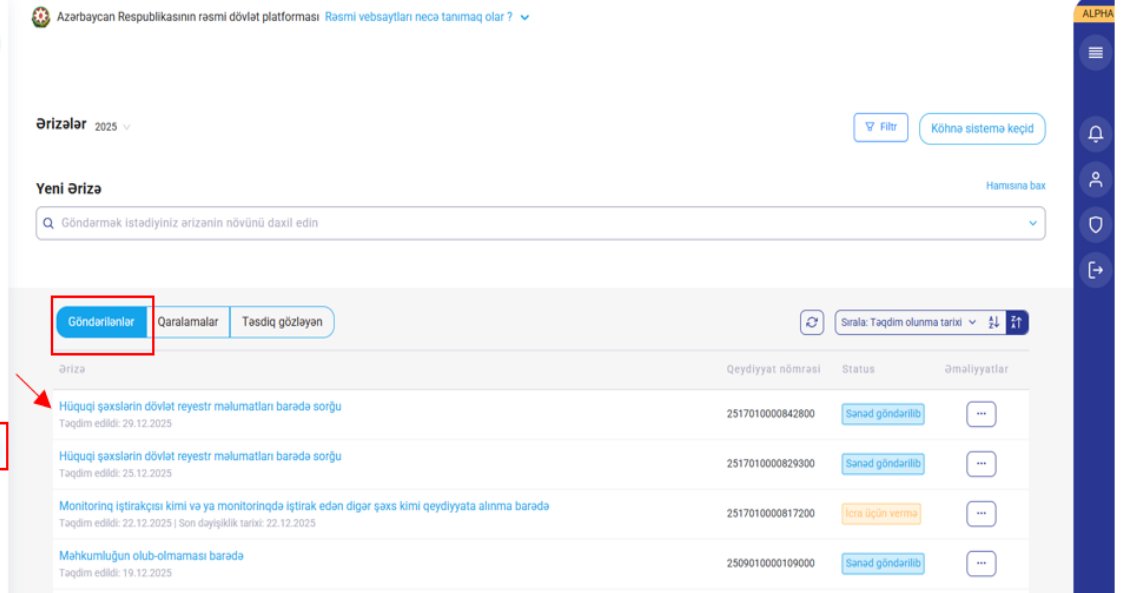 Azərbaycan Respublikasının rəsmi dövlət platforması Rəsmi vebsaytları necə tanımaq olar ?
ALPHA
Ərizələr 2025
Filtr
Köhnə sistemə keçid
Yeni Ərizə
Hamısına bax
Göndərmək istədiyiniz ərizənin növünü daxil edin
Göndərilənlər Qaralamalar Təsdiq gözləyən
Sırala: Təqdim olunma tarixi
Ərizə Qeydiyyat nömrəsi Status Əməliyyatlar
Hüquqi şəxslərin dövlət reyestr məlumatları barədə sorğu
Təqdim edildi: 29.12.2025
2517010000842800 Sənəd göndərilib
Hüquqi şəxslərin dövlət reyestr məlumatları barədə sorğu
Təqdim edildi: 25.12.2025
2517010000829300 Sənəd göndərilib
Monitorinq iştirakçısı kimi və ya monitorinqdə iştirak edən digər şəxs kimi qeydiyyata alınma barədə
Təqdim edildi: 22.12.2025 | Son dəyişiklik tarixi: 22.12.2025
2517010000817200 İcra üçün vermə
Məhkumluğun olub-olmaması barədə
Təqdim edildi: 19.12.2025
2509010000109000 Sənəd göndərilib